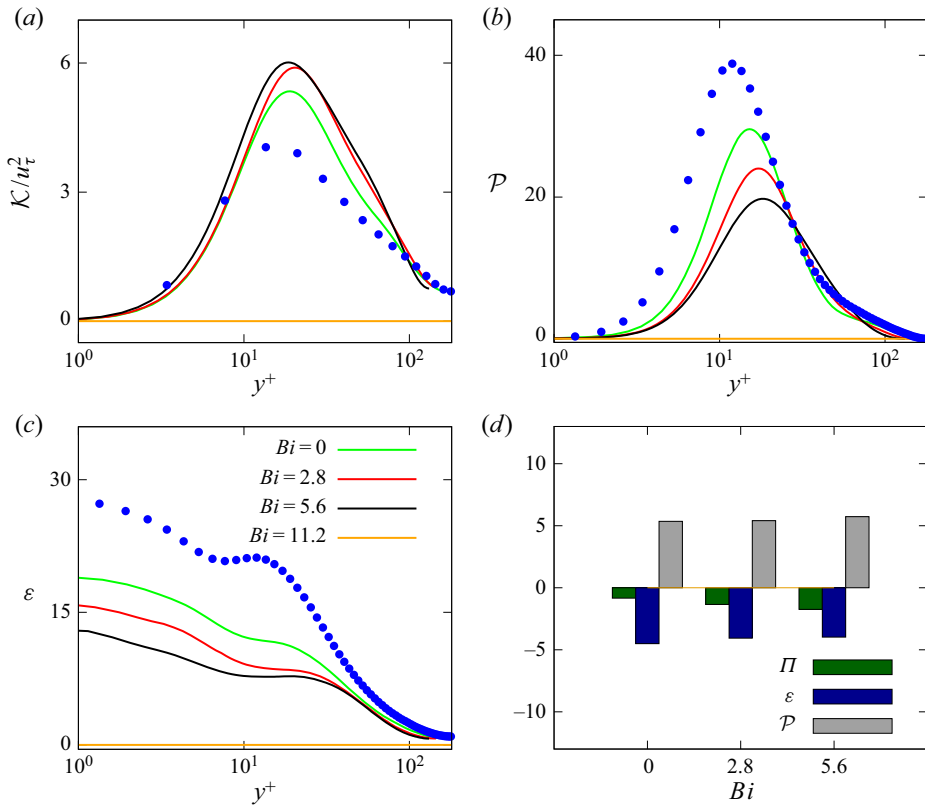 (a)
6
3
0
𝒦/u_τ^2
10^0
10^1
10^2
y^+
(b)
40
20
0
𝒫
10^0
10^1
10^2
y^+
(c)
30
15
0
ε
Bi = 0
Bi = 2.8
Bi = 5.6
Bi = 11.2
10^0
10^1
10^2
y^+
(d)
10
5
0
−5
−10
Π
ε
𝒫
0
2.8
5.6
Bi